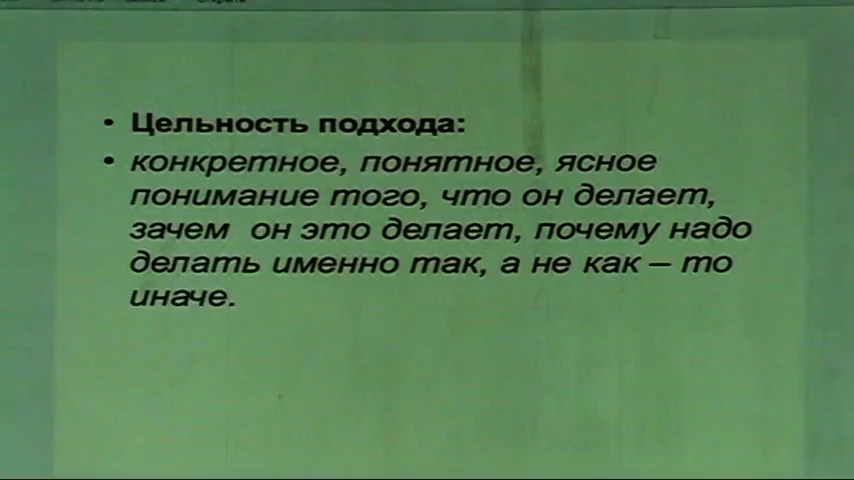 • Цельность подхода:
• конкретное, понятное, ясное
понимание того, что он делает,
зачем он это делает, почему надо
делать именно так, а не как – то
иначе.